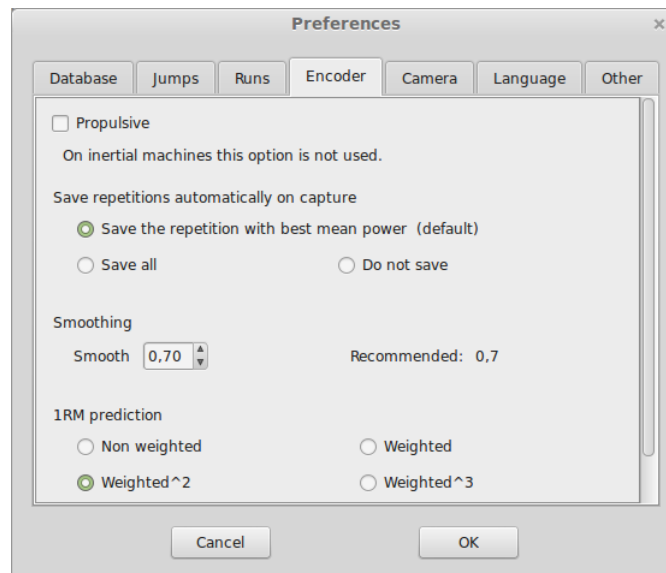 Preferences
Database Jumps Runs Encoder Camera Language Other
Propulsive
On inertial machines this option is not used.
Save repetitions automatically on capture
Save the repetition with best mean power (default)
Save all Do not save
Smoothing
Smooth 0,70 Recommended: 0,7
1RM prediction
Non weighted Weighted
Weighted^2 Weighted^3
Cancel OK